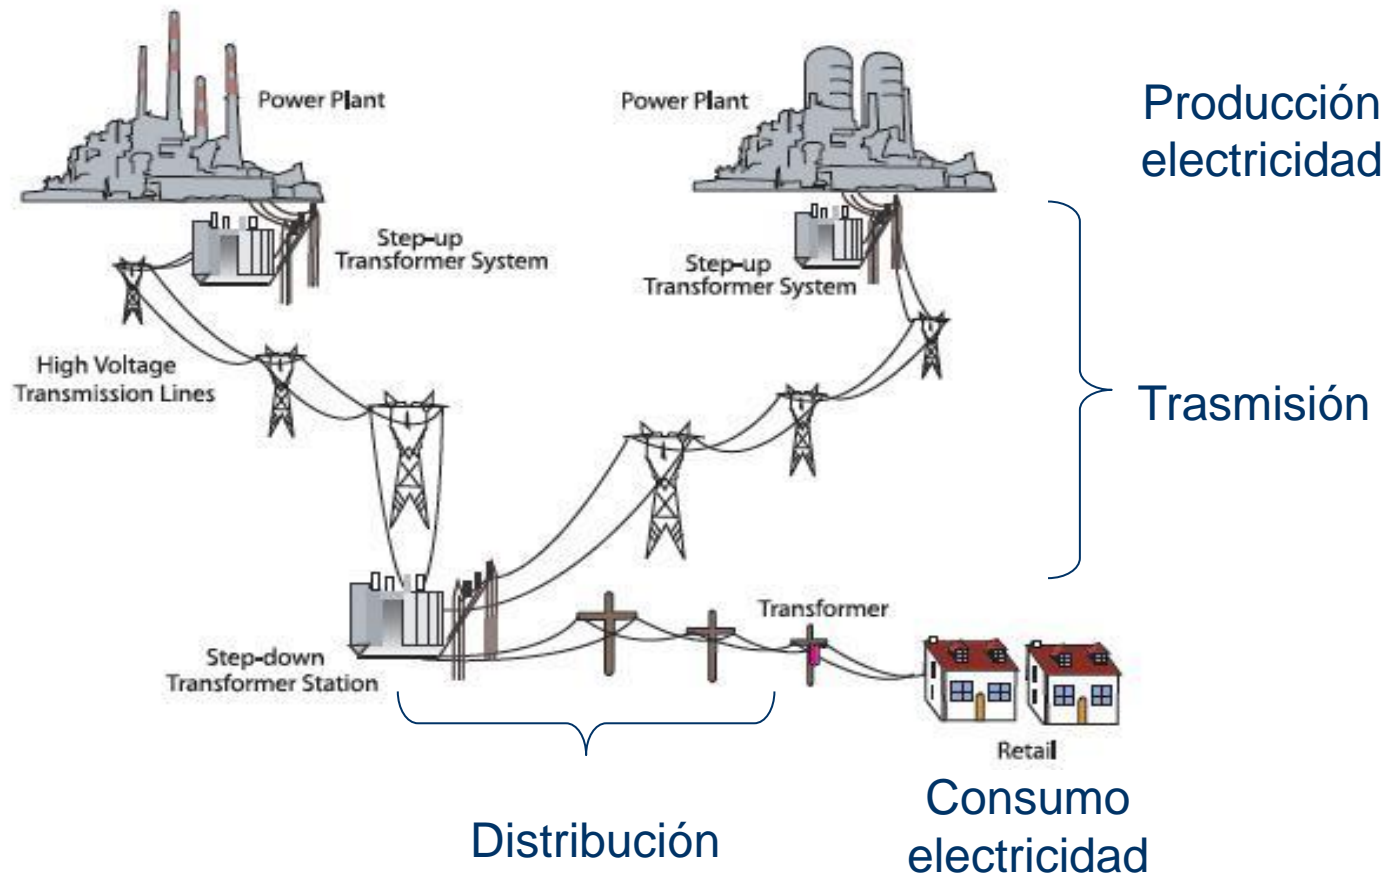 Power Plant
Power Plant
Producción
electricidad
Step-up
Transformer System
Step-up
Transformer System
High Voltage
Transmission Lines
Trasmisión
Transformer
Step-down
Transformer Station
Retail
Distribución
Consumo
electricidad